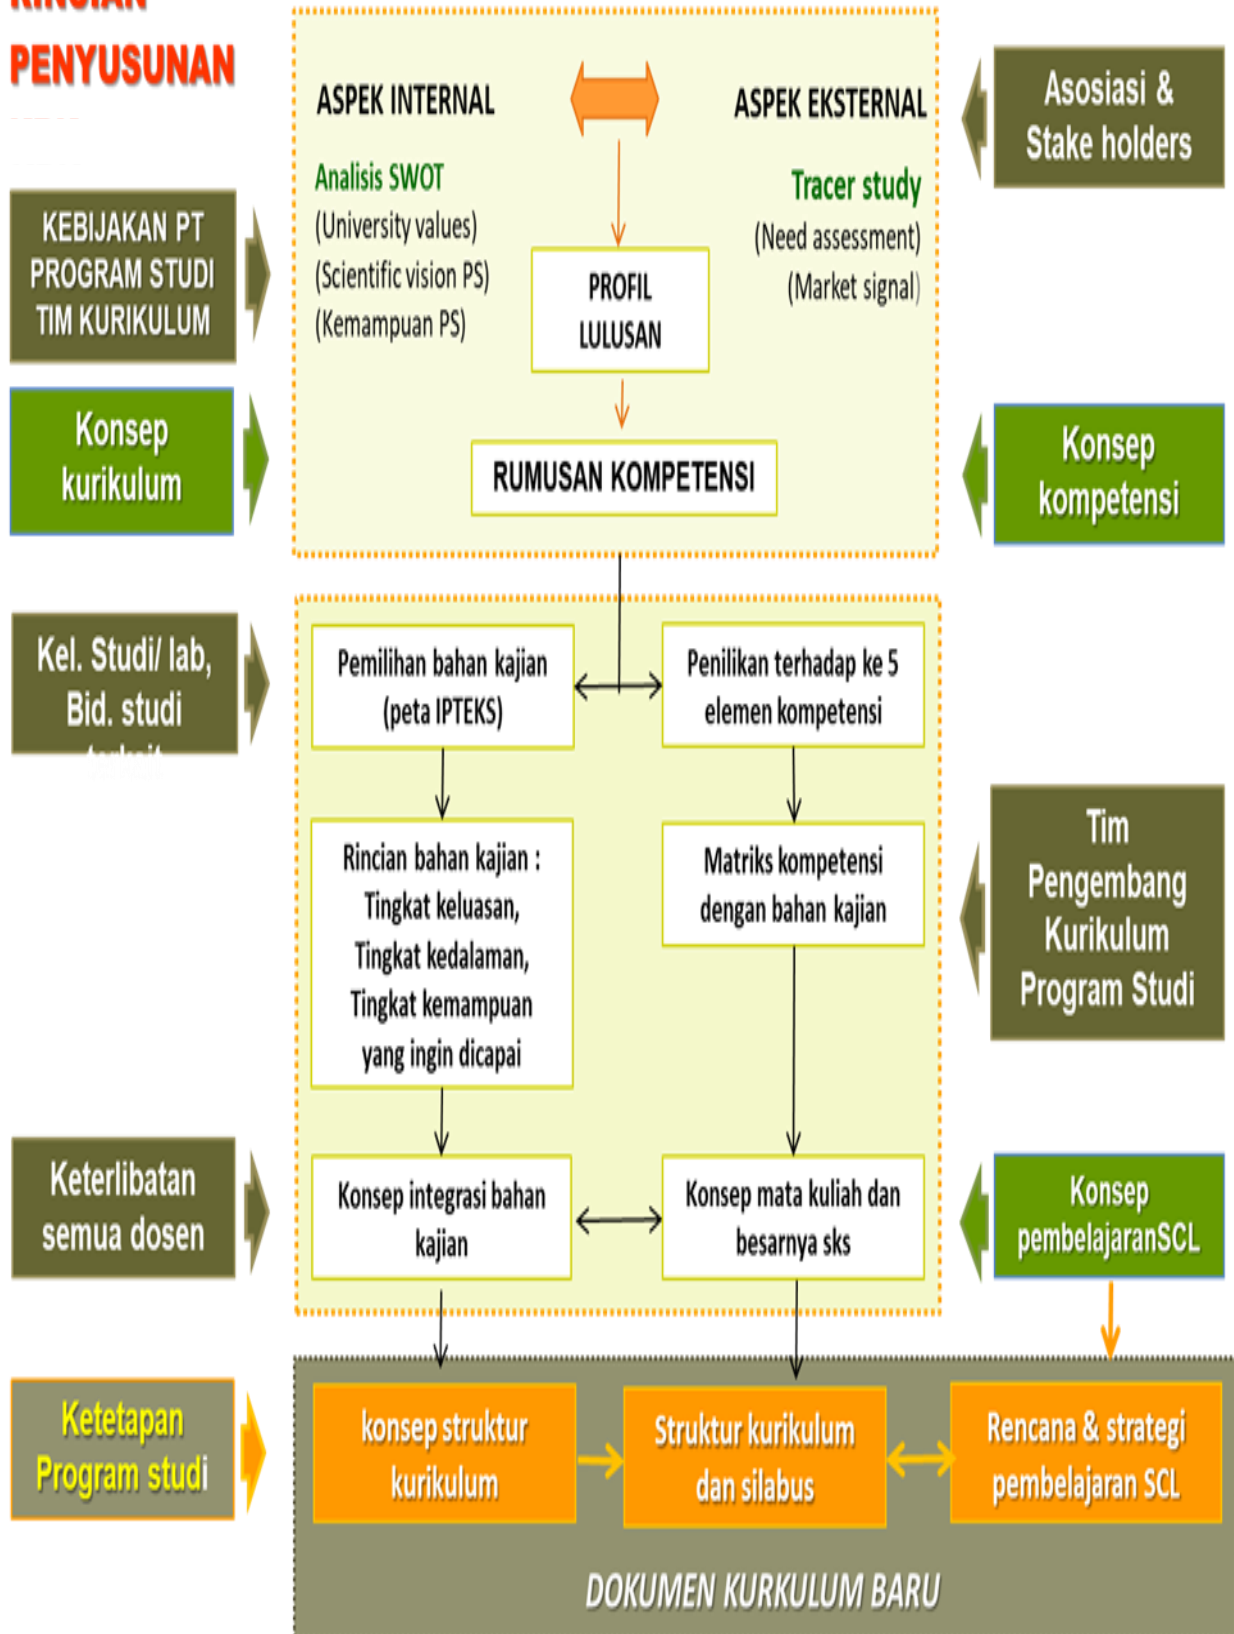 RINCIAN
PENYUSUNAN
ASPEK INTERNAL
Analisis SWOT
(University values)
(Scientific vision PS)
(Kemampuan PS)
ASPEK EKSTERNAL
Tracer study
(Need assessment)
(Market signal)
PROFIL
LULUSAN
RUMUSAN KOMPETENSI
Asosiasi &
Stake holders
KEBIJAKAN PT
PROGRAM STUDI
TIM KURIKULUM
Konsep
kurikulum
Konsep
kompetensi
Kel. Studi/ lab,
Bid. studi
terkait
Pemilihan bahan kajian
(peta IPTEKS)
Penilikan terhadap ke 5
elemen kompetensi
Rincian bahan kajian :
Tingkat keluasan,
Tingkat kedalaman,
Tingkat kemampuan
yang ingin dicapai
Matriks kompetensi
dengan bahan kajian
Tim
Pengembang
Kurikulum
Program Studi
Keterlibatan
semua dosen
Konsep integrasi bahan
kajian
Konsep mata kuliah dan
besarnya sks
Konsep
pembelajaranSCL
Ketetapan
Program studi
konsep struktur
kurikulum
Struktur kurikulum
dan silabus
Rencana & strategi
pembelajaran SCL
DOKUMEN KURKULUM BARU